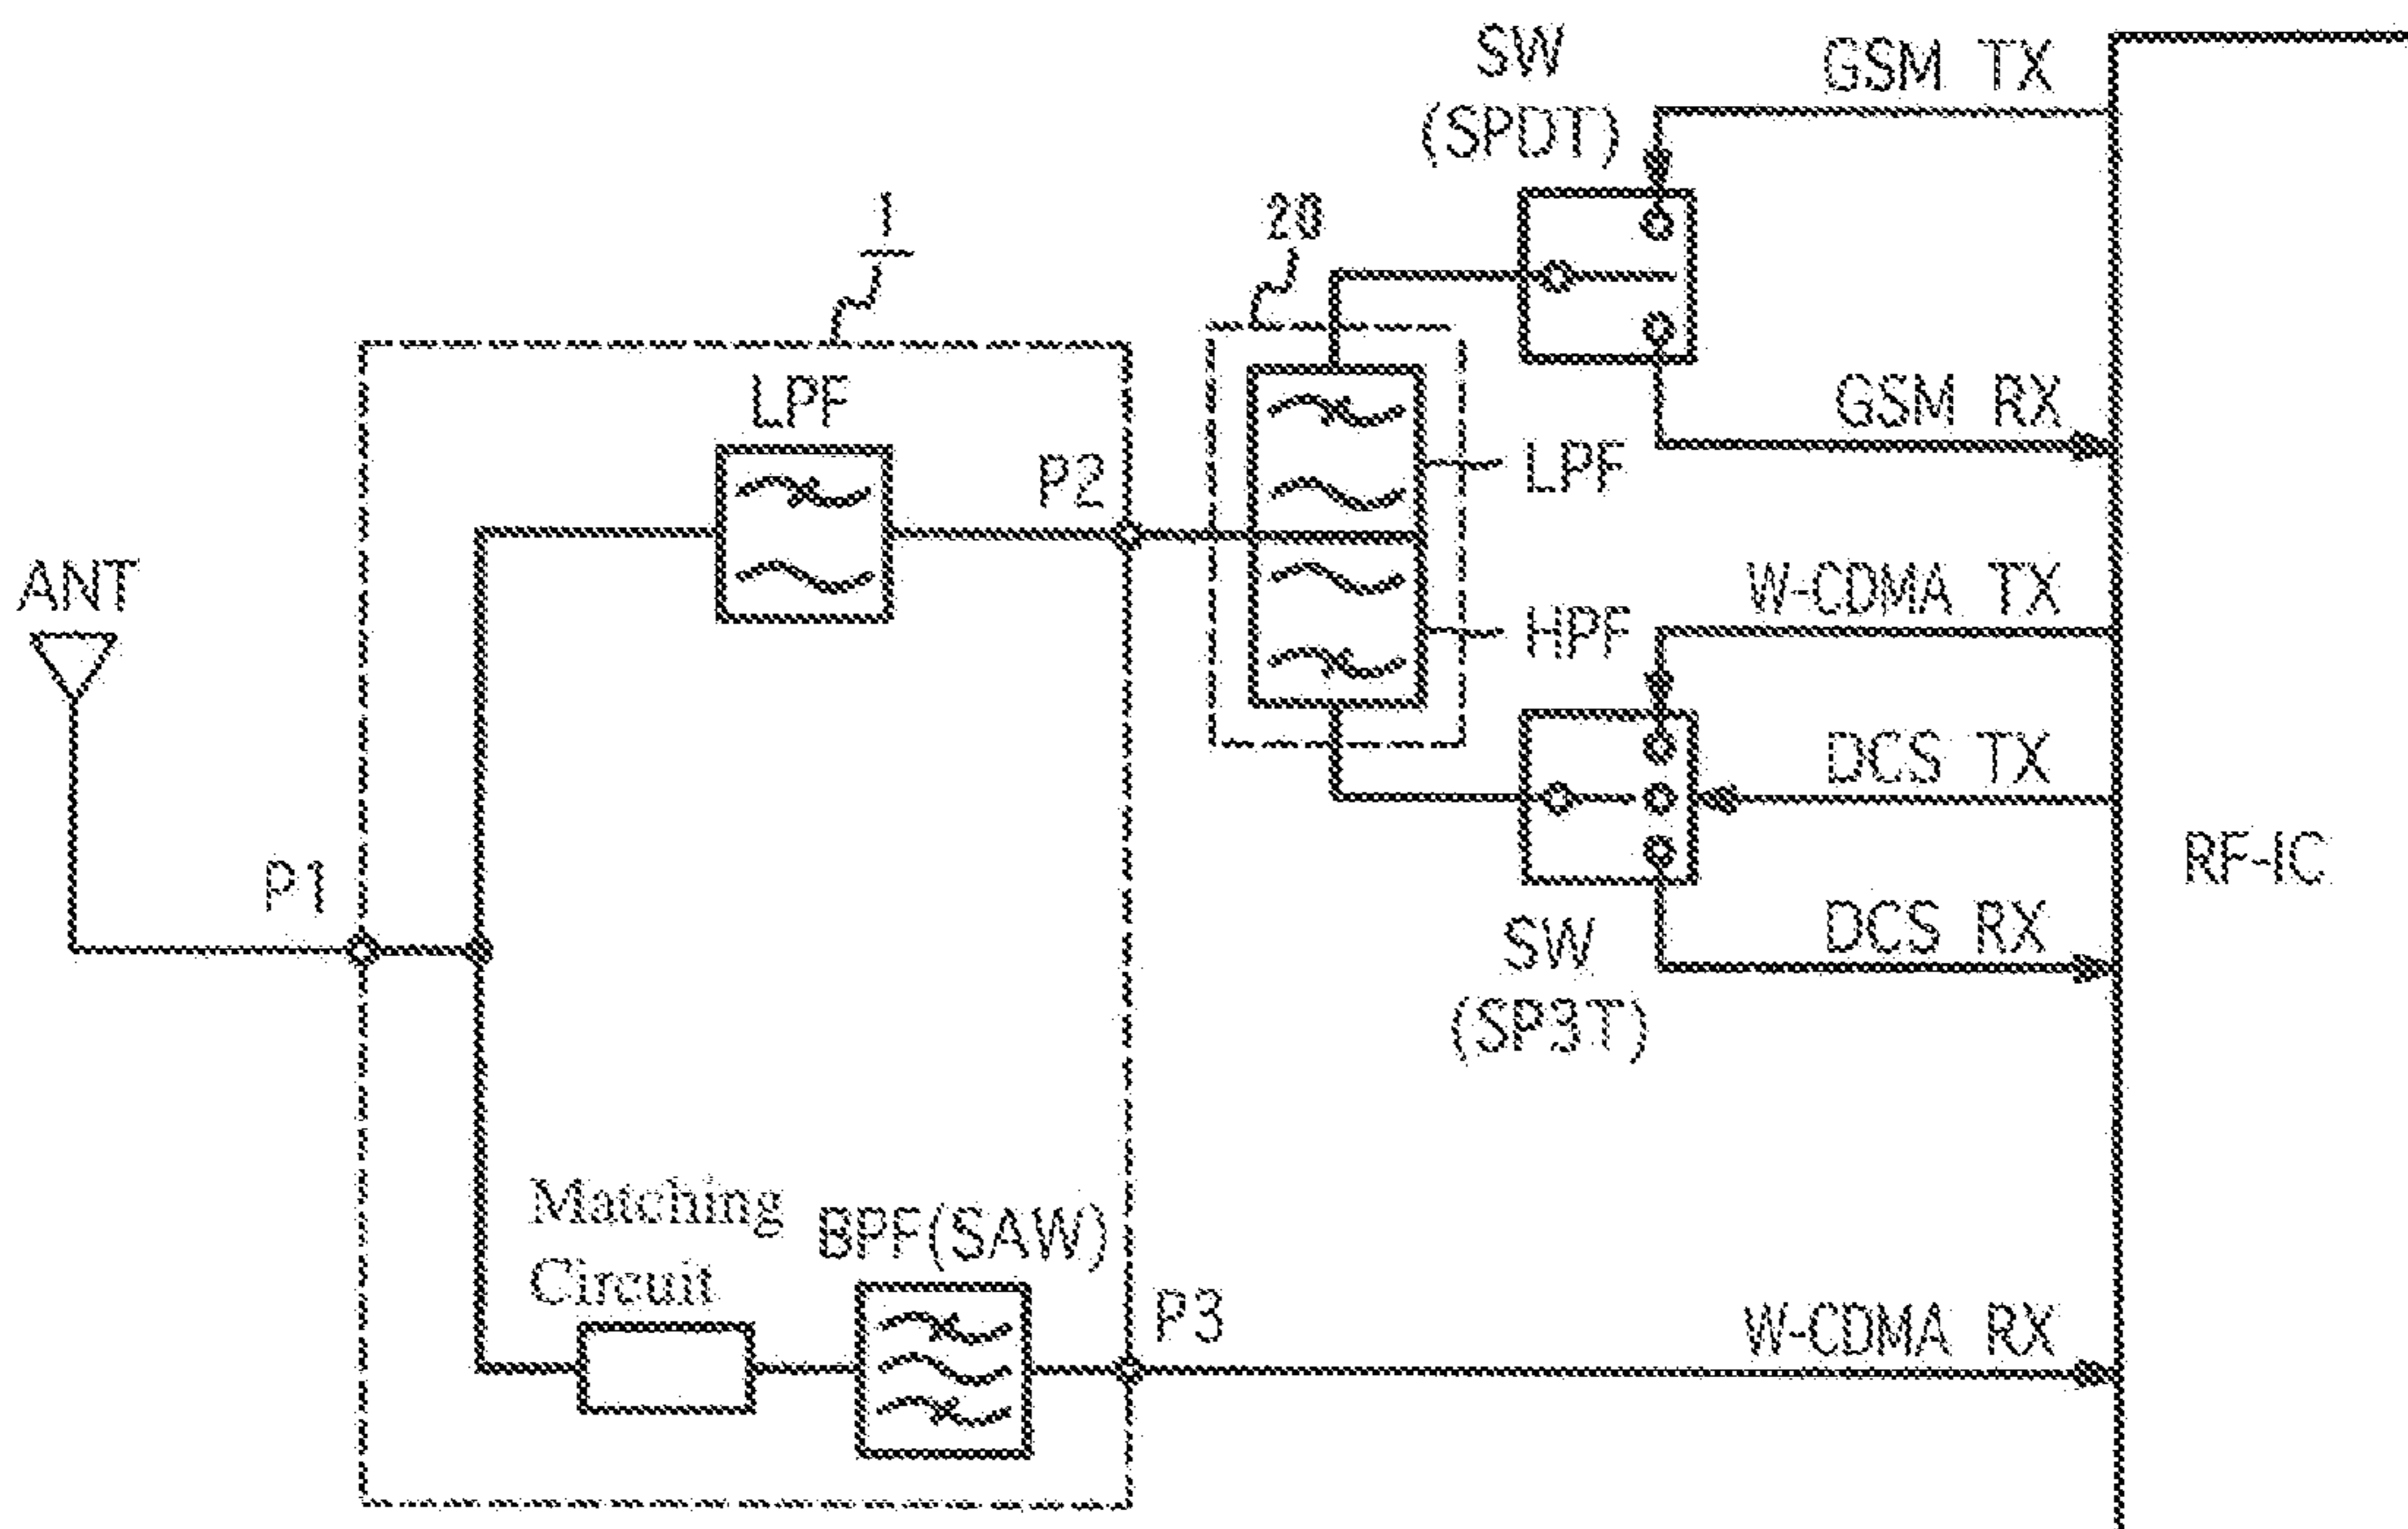 SW
(SPDT)
GSM TX
1
20
LPF
P2
LPF
GSM RX
ANT
HPF
W-CDMA TX
DCS TX
RF-IC
P1
SW
(SP3T)
DCS RX
Matching
Circuit
BPF(SAW)
P3
W-CDMA RX